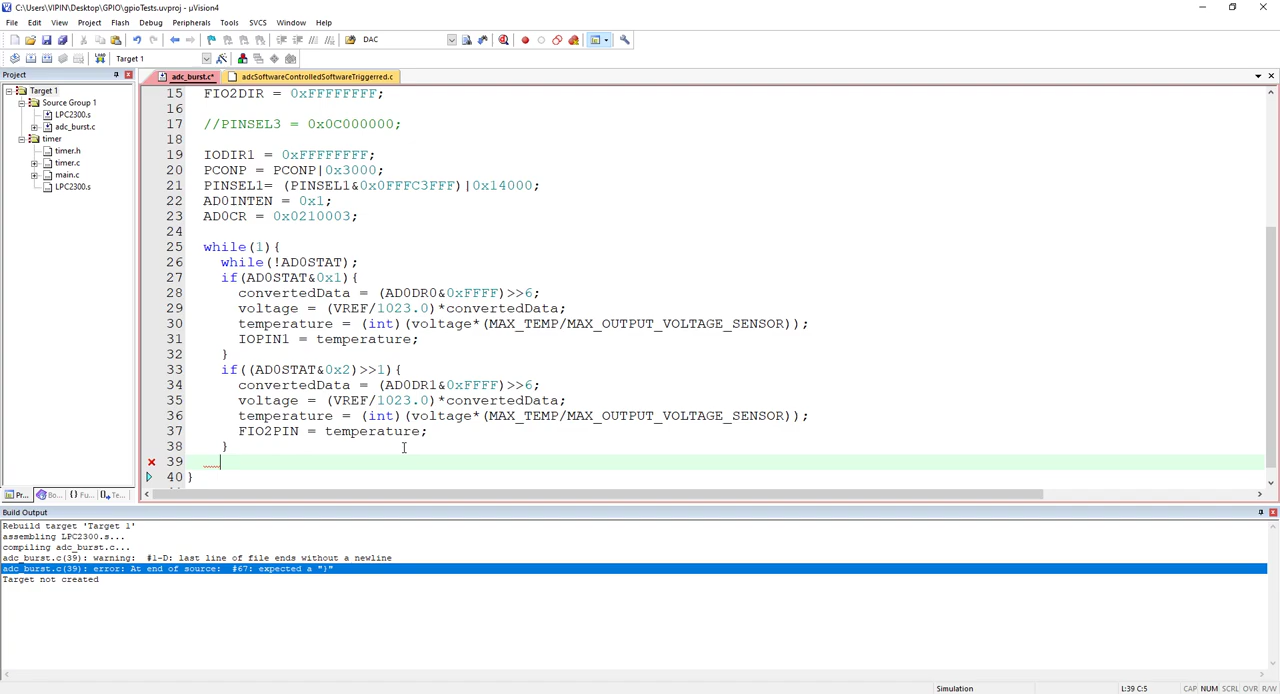 C:\Users\VIPIN\Desktop\GPIO\gpioTests.uvproj - µVision4
File Edit View Project Flash Debug Peripherals Tools SVCS Window Help
DAC
Target 1
Project
adc_burst.c* adcSoftwareControlledSoftwareTriggerred.c
Target 1
Source Group 1
LPC2300.s
adc_burst.c
timer
timer.h
timer.c
main.c
LPC2300.s
15 FIO2DIR = 0xFFFFFFFF;
16
17 //PINSEL3 = 0x0C000000;
18
19 IODIR1 = 0xFFFFFFFF;
20 PCONP = PCONP|0x3000;
21 PINSEL1= (PINSEL1&0x0FFFC3FFF)|0x14000;
22 AD0INTEN = 0x1;
23 AD0CR = 0x0210003;
24
25 while(1){
26 while(!AD0STAT);
27 if(AD0STAT&0x1){
28 convertedData = (AD0DR0&0xFFFF)>>6;
29 voltage = (VREF/1023.0)*convertedData;
30 temperature = (int)(voltage*(MAX_TEMP/MAX_OUTPUT_VOLTAGE_SENSOR));
31 IOPIN1 = temperature;
32 }
33 if((AD0STAT&0x2)>>1){
34 convertedData = (AD0DR1&0xFFFF)>>6;
35 voltage = (VREF/1023.0)*convertedData;
36 temperature = (int)(voltage*(MAX_TEMP/MAX_OUTPUT_VOLTAGE_SENSOR));
37 FIO2PIN = temperature;
38 }
39
40 }
Pr... Bo... {} Fu... Te...
Build Output
Rebuild target 'Target 1'
assembling LPC2300.s...
compiling adc_burst.c...
adc_burst.c(39): warning:  #1-D: last line of file ends without a newline
adc_burst.c(39): error: At end of source:  #67: expected a "}"
Target not created
Simulation L:39 C:5 CAP NUM SCRL OVR R/W